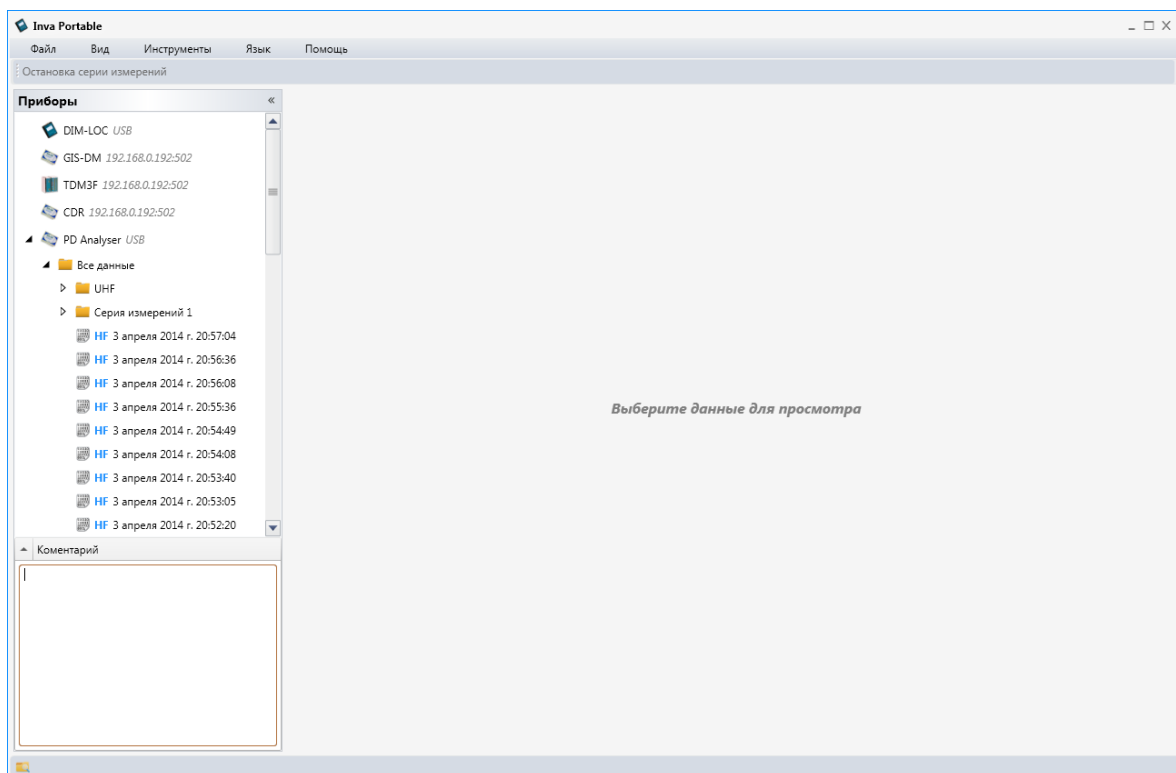 Inva Portable
Файл Вид Инструменты Язык Помощь
Остановка серии измерений
Приборы
DIM-LOC USB
GIS-DM 192.168.0.192:502
TDM3F 192.168.0.192:502
CDR 192.168.0.192:502
PD Analyser USB
Все данные
UHF
Серия измерений 1
HF 3 апреля 2014 г. 20:57:04
HF 3 апреля 2014 г. 20:56:36
HF 3 апреля 2014 г. 20:56:08
HF 3 апреля 2014 г. 20:55:36
HF 3 апреля 2014 г. 20:54:49
HF 3 апреля 2014 г. 20:54:08
HF 3 апреля 2014 г. 20:53:40
HF 3 апреля 2014 г. 20:53:05
HF 3 апреля 2014 г. 20:52:20
Коментарий
Выберите данные для просмотра